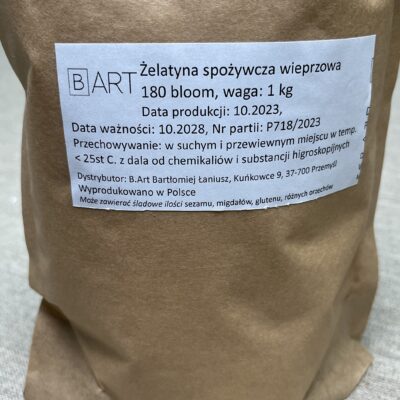 BART
Żelatyna spożywcza wieprzowa
180 bloom, waga: 1 kg
Data produkcji: 10.2023,
Data ważności: 10.2028, Nr partii: P718/2023
Przechowywanie: w suchym i przewiewnym miejscu w temp.
< 25st C. z dala od chemikaliów i substancji higroskopijnych
Dystrybutor: B.Art Bartłomiej Łaniusz, Kuńkowce 9, 37-700 Przemyśl
Wyprodukowano w Polsce
Może zawierać śladowe ilości sezamu, migdałów, glutenu, różnych orzechów